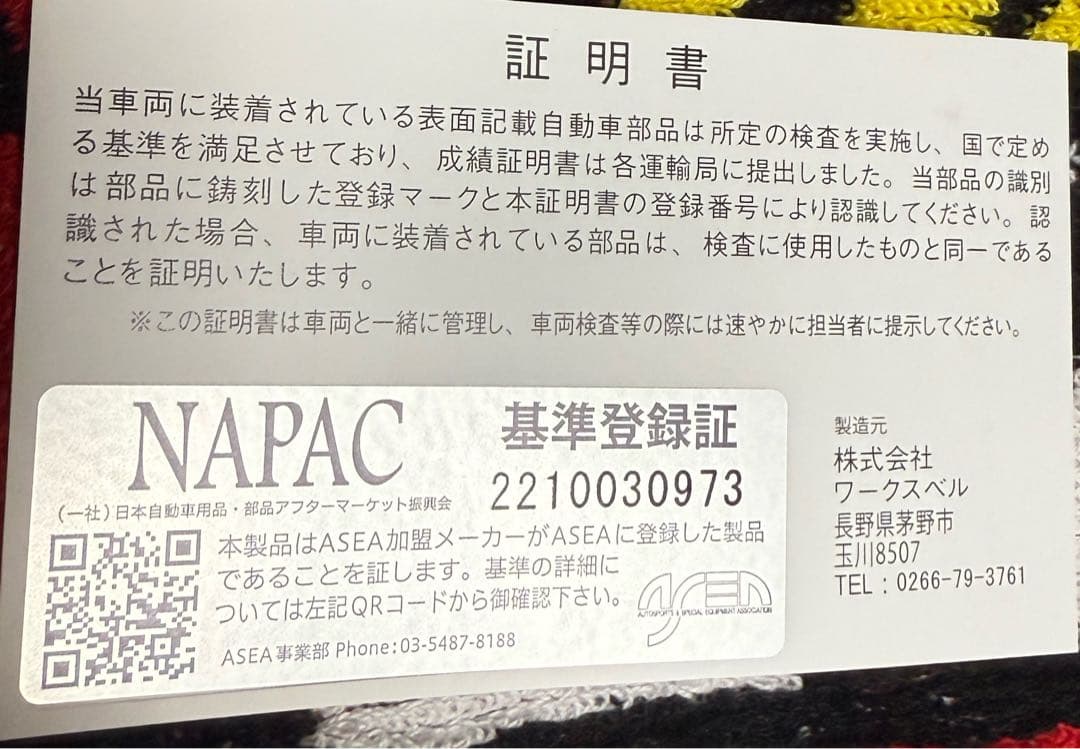 証明書
当車両に装着されている表面記載自動車部品は所定の検査を実施し、国で定め
る基準を満足させており、成績証明書は各運輸局に提出しました。当部品の識別
は部品に鋳刻した登録マークと本証明書の登録番号により認識してください。認
識された場合、車両に装着されている部品は、検査に使用したものと同一である
ことを証明いたします。
※この証明書は車両と一緒に管理し、車両検査等の際には速やかに担当者に提示してください。
NAPAC
(一社)日本自動車用品・部品アフターマーケット振興会
基準登録証
2210030973
本製品はASEA加盟メーカーがASEAに登録した製品
であることを証します。基準の詳細に
ついては左記QRコードから御確認下さい。
ASEA事業部 Phone:03-5487-8188
ASEA
AUTOSPORTS & SPECIAL EQUIPMENT ASSOCIATION
製造元
株式会社
ワークスベル
長野県茅野市
玉川8507
TEL : 0266-79-3761